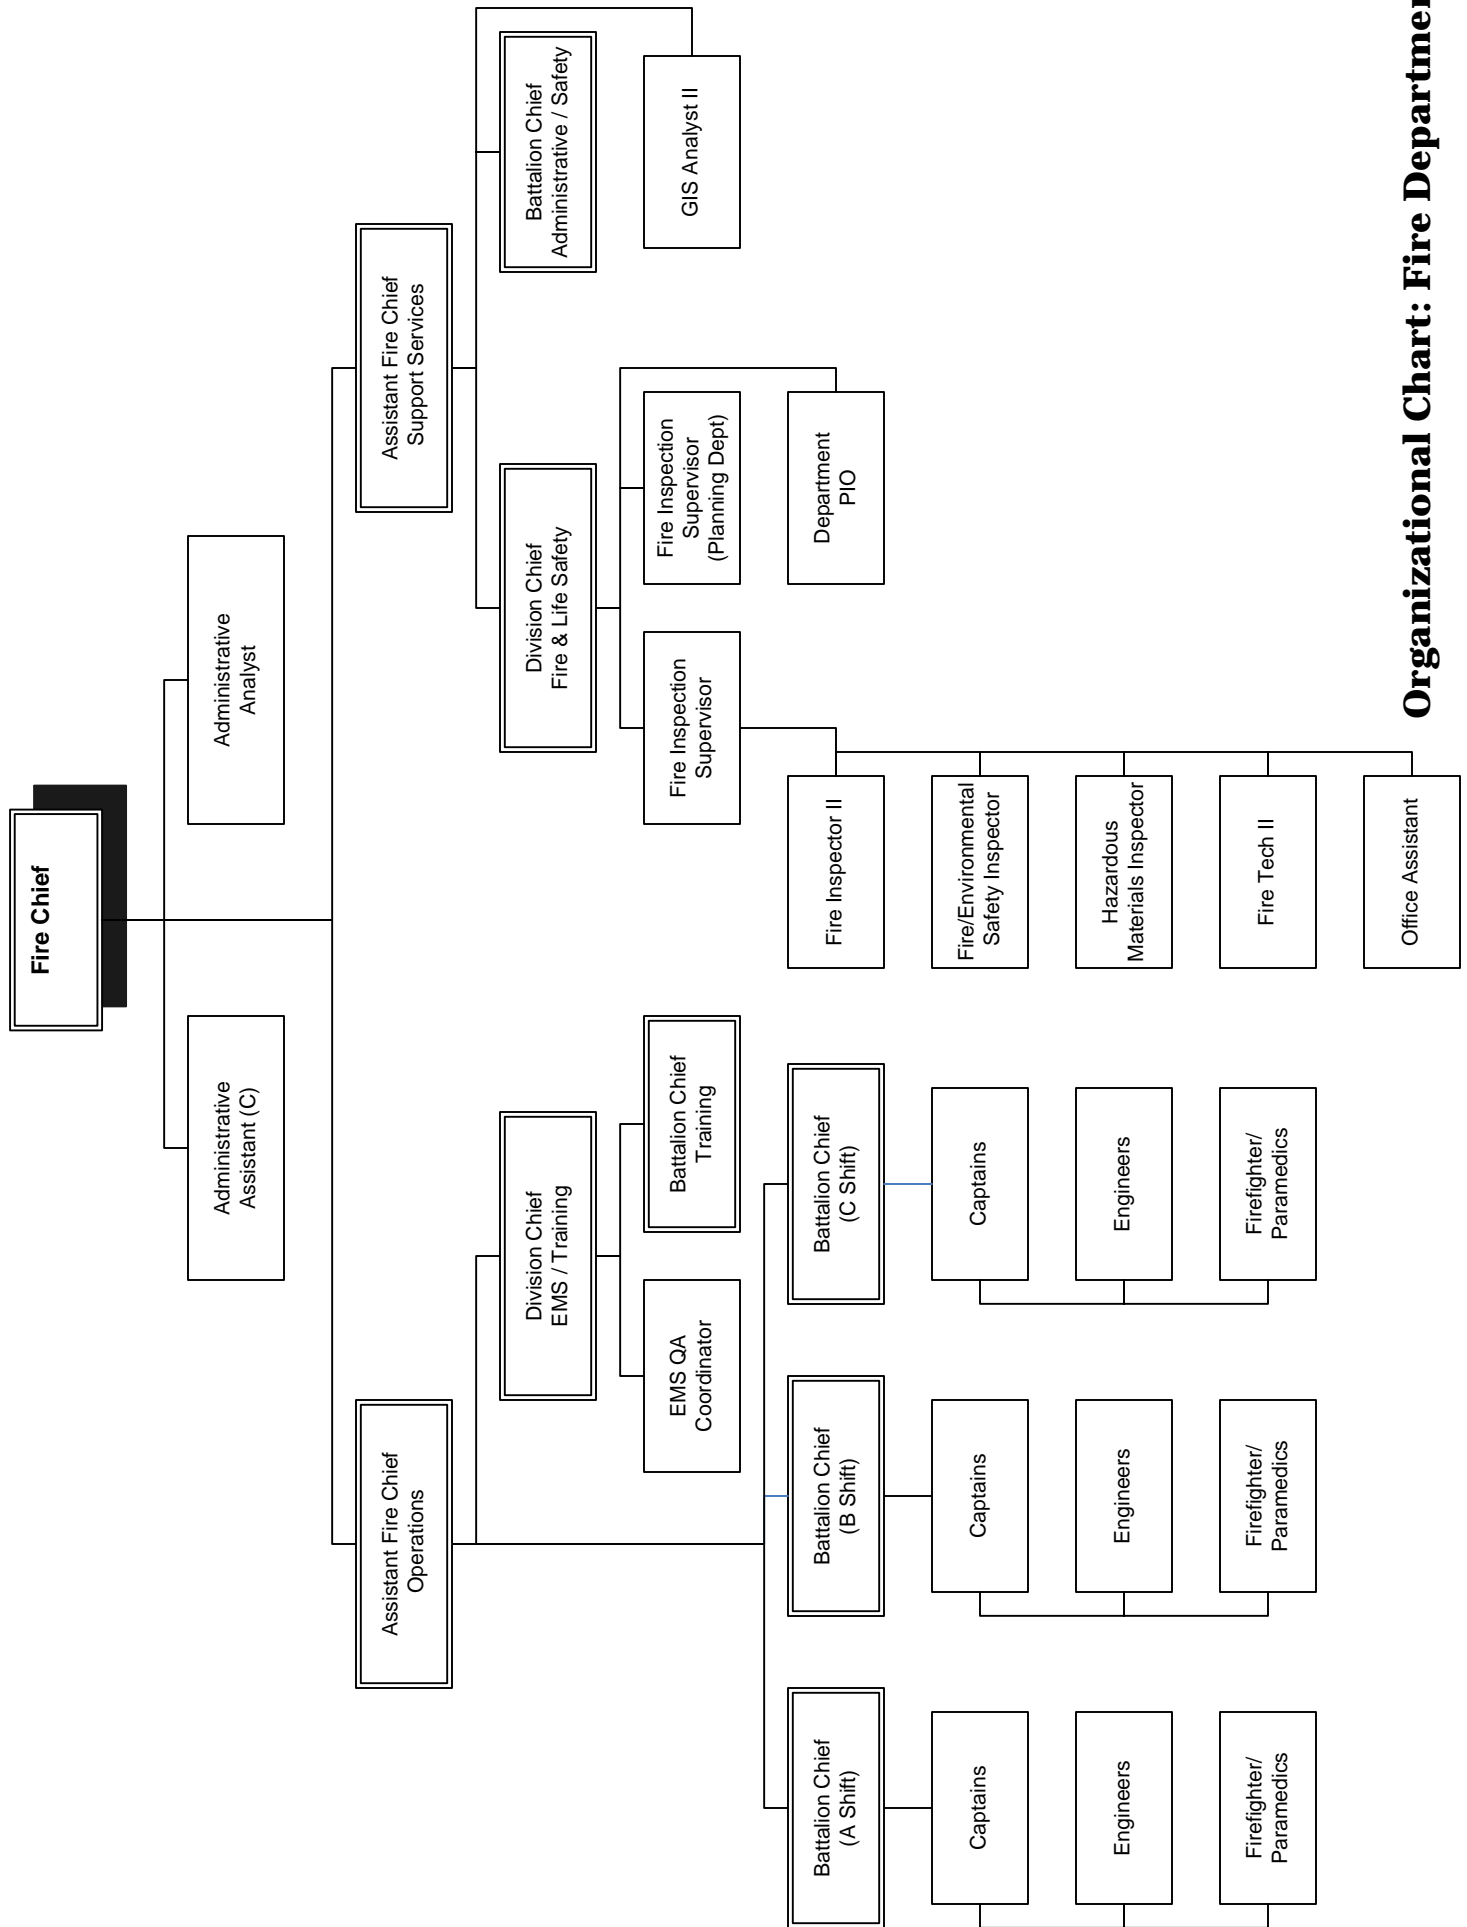 Fire Chief
Administrative
Assistant (C)
Administrative
Analyst
Assistant Fire Chief
Operations
Assistant Fire Chief
Support Services
Division Chief
EMS / Training
Division Chief
Fire & Life Safety
Battalion Chief
Administrative / Safety
EMS QA
Coordinator
Battalion Chief
Training
Fire Inspection
Supervisor
Fire Inspection
Supervisor
(Planning Dept)
GIS Analyst II
Battalion Chief
(A Shift)
Battalion Chief
(B Shift)
Battalion Chief
(C Shift)
Fire Inspector II
Department
PIO
Captains
Captains
Captains
Fire/Environmental
Safety Inspector
Engineers
Engineers
Engineers
Hazardous
Materials Inspector
Firefighter/
Paramedics
Firefighter/
Paramedics
Firefighter/
Paramedics
Fire Tech II
Office Assistant
Organizational Chart: Fire Departmen